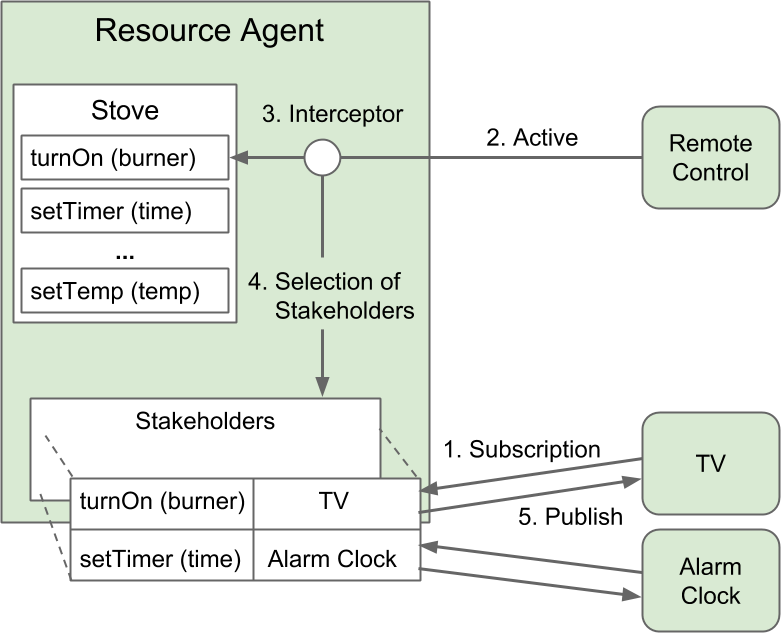 Resource Agent
Stove
turnOn (burner)
setTimer (time)
...
setTemp (temp)
3. Interceptor
2. Active
Remote
Control
4. Selection of
Stakeholders
Stakeholders
turnOn (burner) TV
setTimer (time) Alarm Clock
1. Subscription
5. Publish
TV
Alarm
Clock